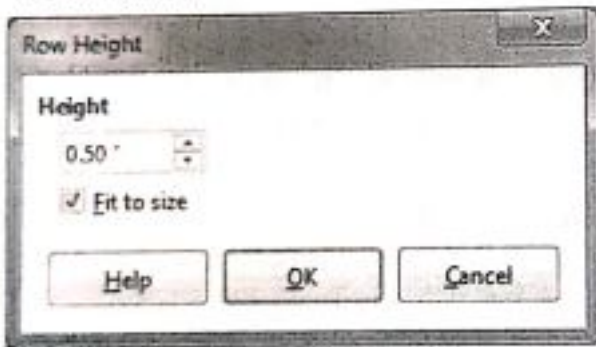 Row Height
X
Height
0.50 "
Fit to size
Help
OK
Cancel